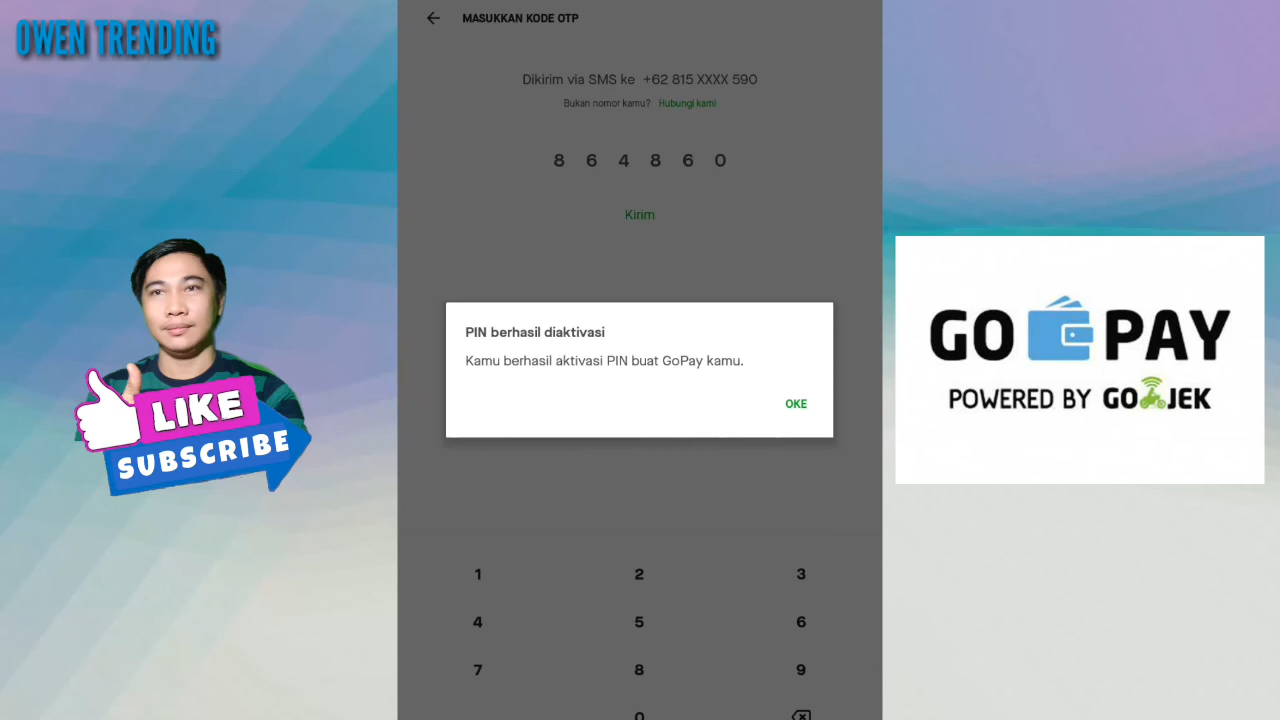 OWEN TRENDING
MASUKKAN KODE OTP
Dikirim via SMS ke +62 815 XXXX 590
Bukan nomor kamu? Hubungi kami
8 6 4 8 6 0
Kirim
PIN berhasil diaktivasi
Kamu berhasil aktivasi PIN buat GoPay kamu.
OKE
1 2 3
4 5 6
7 8 9
0
LIKE
SUBSCRIBE
GO PAY
POWERED BY GO JEK